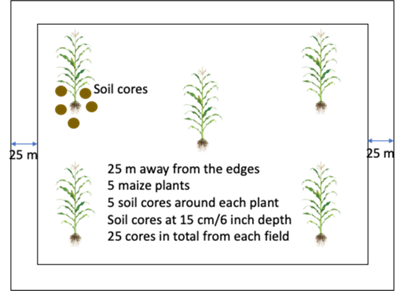 Soil cores
25 m
25 m
25 m away from the edges
5 maize plants
5 soil cores around each plant
Soil cores at 15 cm/6 inch depth
25 cores in total from each field